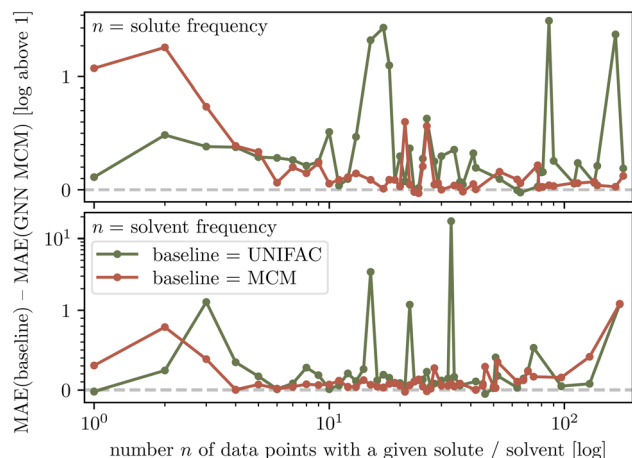 n = solute frequency
1
0
n = solvent frequency
10¹
baseline = UNIFAC
baseline = MCM
1
0
MAE(baseline) – MAE(GNN MCM) [log above 1]
10⁰
10¹
10²
number n of data points with a given solute / solvent [log]